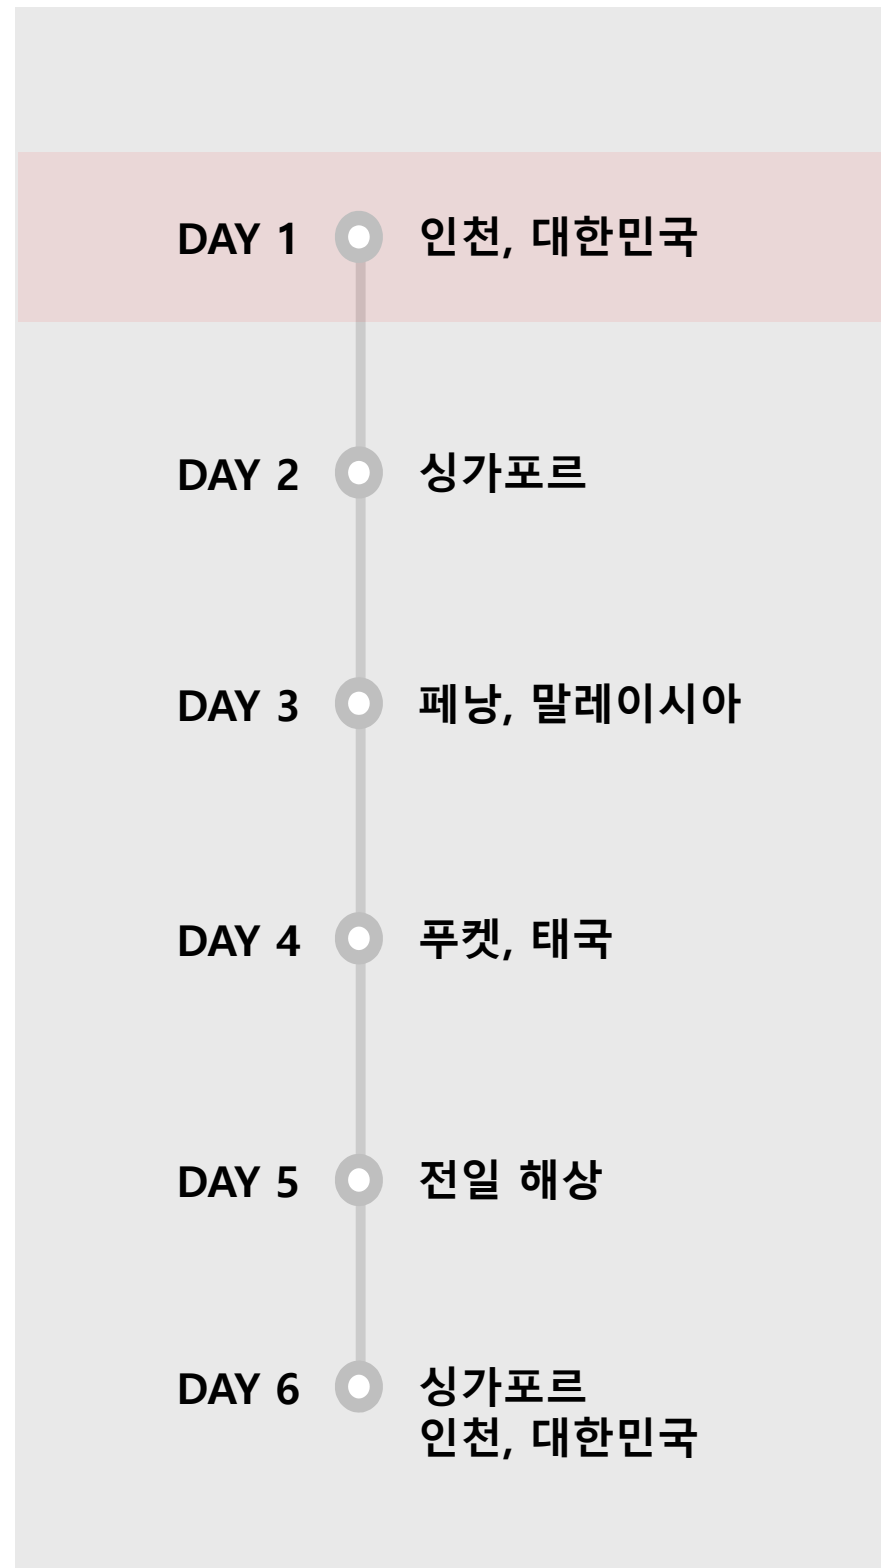 DAY 1 인천, 대한민국
DAY 2 싱가포르
DAY 3 페낭, 말레이시아
DAY 4 푸켓, 태국
DAY 5 전일 해상
DAY 6 싱가포르
인천, 대한민국